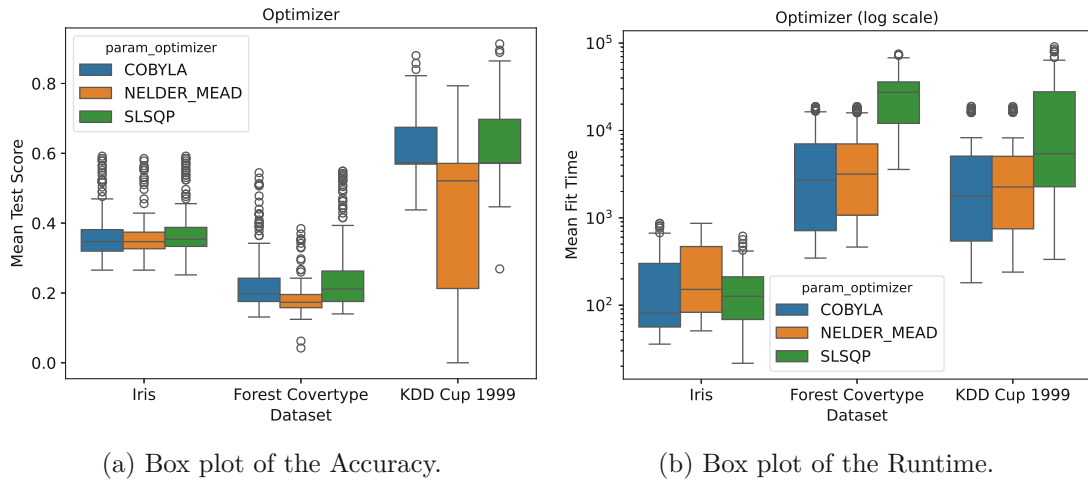 Optimizer
Mean Test Score
0.8
0.6
0.4
0.2
0.0
param_optimizer
COBYLA
NELDER_MEAD
SLSQP
Iris
Forest Covertype
KDD Cup 1999
Dataset
(a) Box plot of the Accuracy.
Optimizer (log scale)
Mean Fit Time
10^5
10^4
10^3
10^2
param_optimizer
COBYLA
NELDER_MEAD
SLSQP
Iris
Forest Covertype
KDD Cup 1999
Dataset
(b) Box plot of the Runtime.